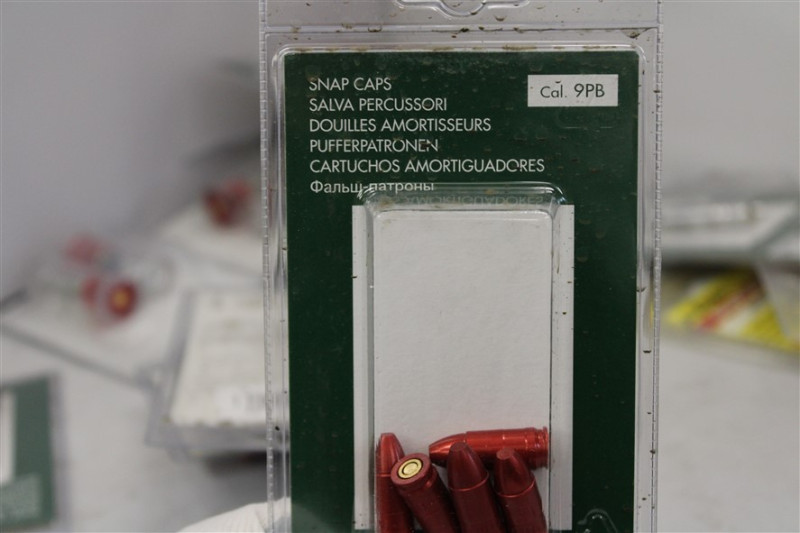 SNAP CAPS
Cal. 9PB
SALVA PERCUSSORI
DOUILLES AMORTISSEURS
PUFFERPATRONEN
CARTUCHOS AMORTIGUADORES
Фальш-патроны